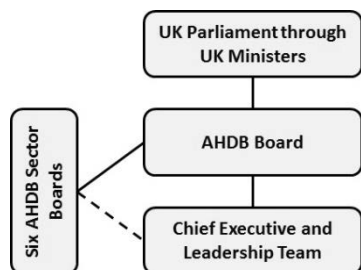 UK Parliament through
UK Ministers
AHDB Board
Six AHDB Sector
Boards
Chief Executive and
Leadership Team